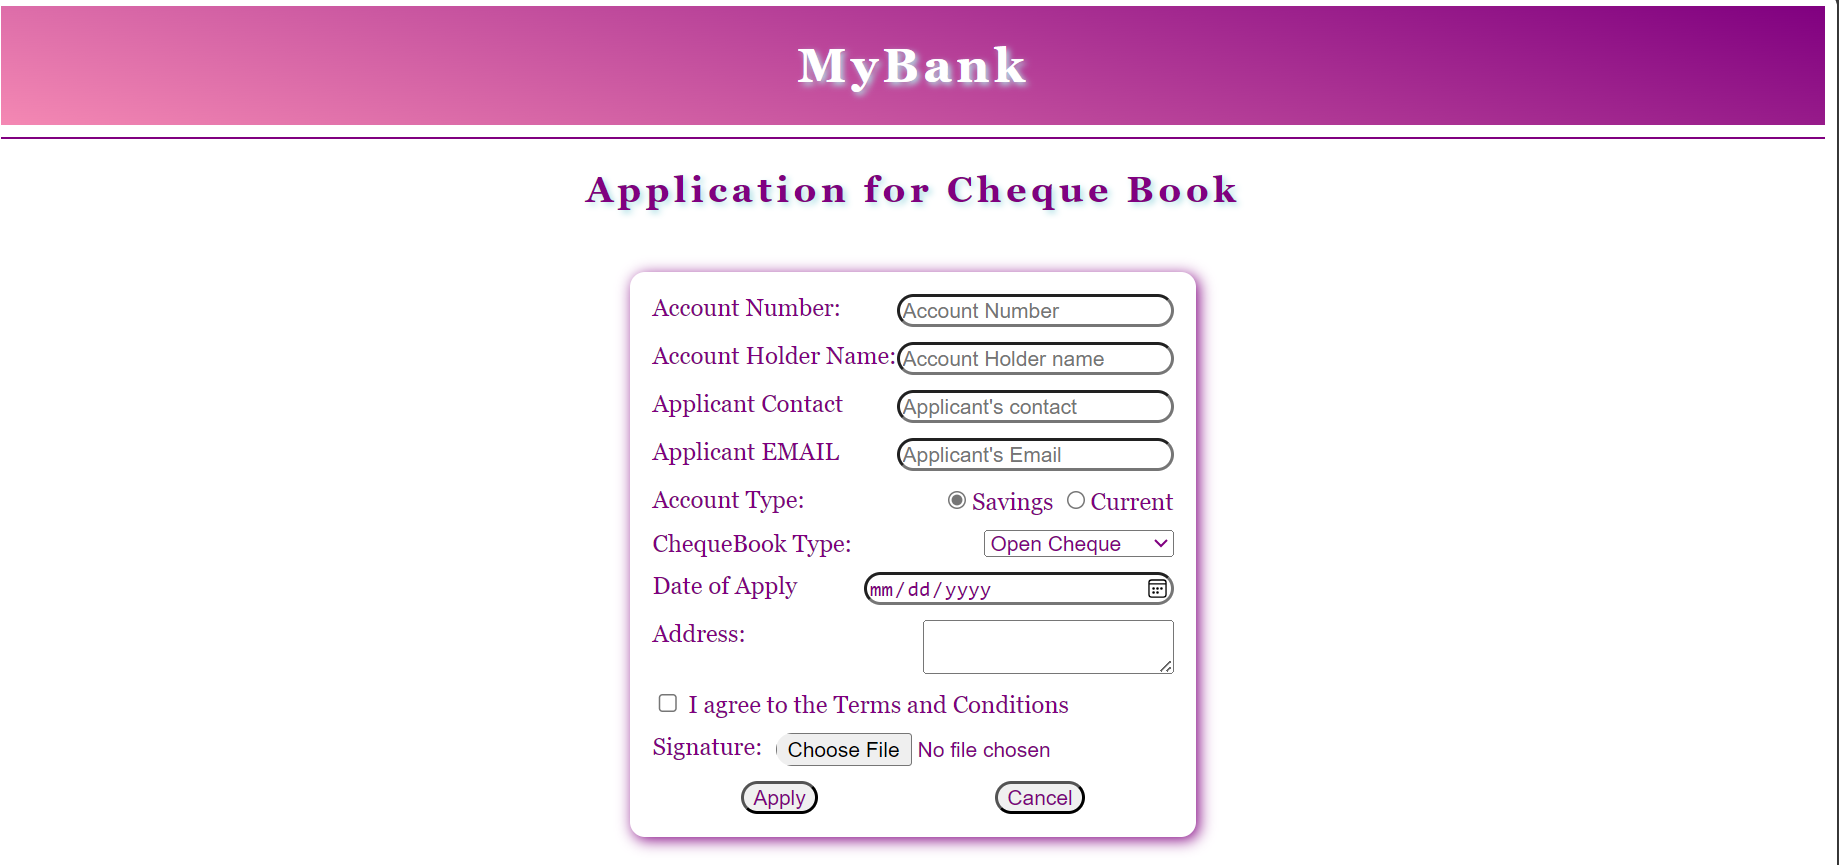 MyBank
Application for Cheque Book
Account Number: Account Number
Account Holder Name: Account Holder name
Applicant Contact Applicant's contact
Applicant EMAIL Applicant's Email
Account Type: Savings Current
ChequeBook Type: Open Cheque
Date of Apply mm/dd/yyyy
Address:
I agree to the Terms and Conditions
Signature: Choose File No file chosen
Apply Cancel